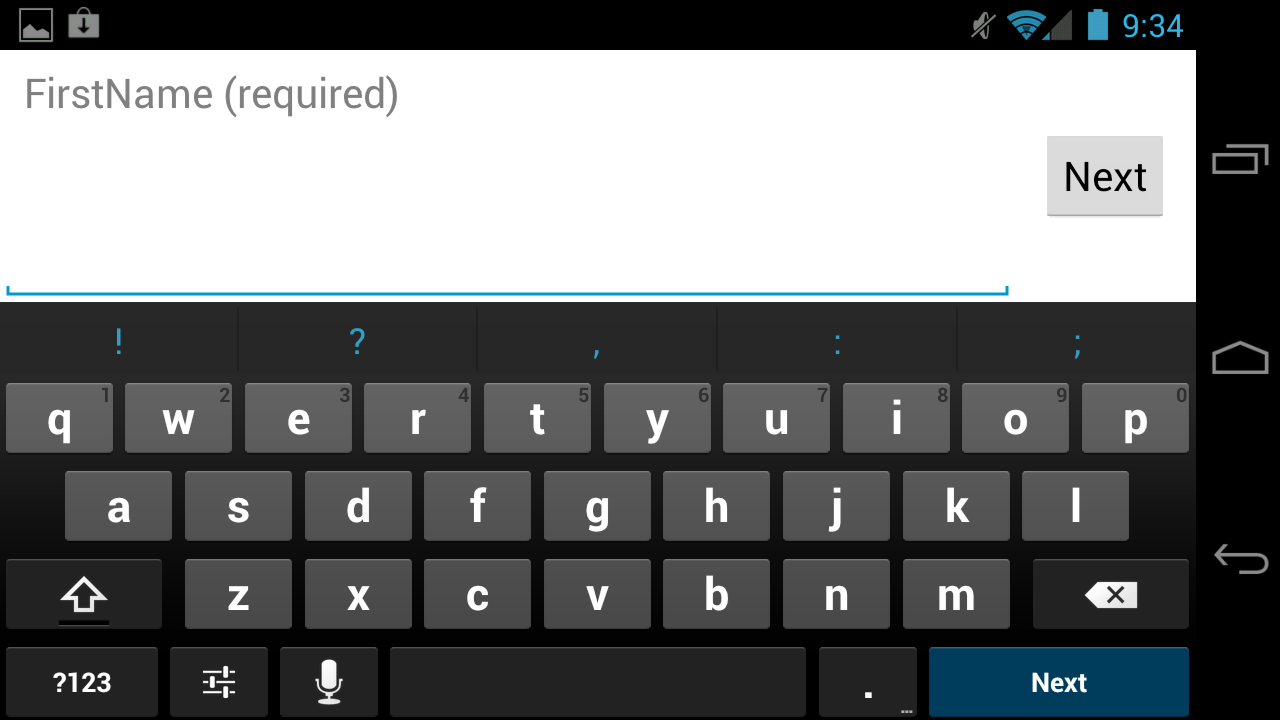 9:34
FirstName (required)
Next
! ? , : ;
q 1 w 2 e 3 r 4 t 5 y 6 u 7 i 8 o 9 p 0
a s d f g h j k l
z x c v b n m
?123 . ... Next